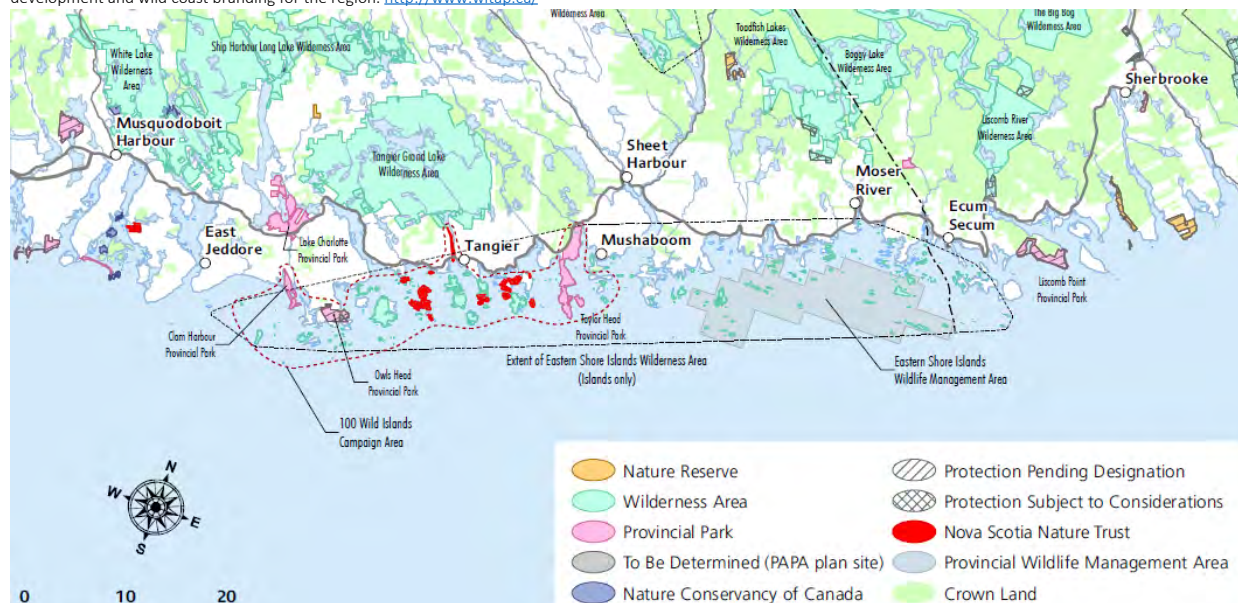 development and wild coast branding for the region. http://www.witup.ca/
Wilderness Area
Toadfish Lakes
Wilderness Area
The Big Bog
Wilderness Area
White Lake
Wilderness
Area
Ship Harbour Long Lake Wilderness Area
Boggy Lake
Wilderness Area
Sherbrooke
Liscomb River
Wilderness Area
Musquodoboit
Harbour
Tangier Grand Lake
Wilderness Area
Sheet
Harbour
Moser
River
Ecum
Secum
East
Jeddore
Lake Charlotte
Provincial Park
Tangier
Mushaboom
Liscomb Point
Provincial Park
Clam Harbour
Provincial Park
Taylor Head
Provincial Park
Owls Head
Provincial Park
Extent of Eastern Shore Islands Wilderness Area
(Islands only)
Eastern Shore Islands
Wildlife Management Area
100 Wild Islands
Campaign Area
N
W
E
S
0 10 20
Nature Reserve
Wilderness Area
Provincial Park
To Be Determined (PAPA plan site)
Nature Conservancy of Canada
Protection Pending Designation
Protection Subject to Considerations
Nova Scotia Nature Trust
Provincial Wildlife Management Area
Crown Land